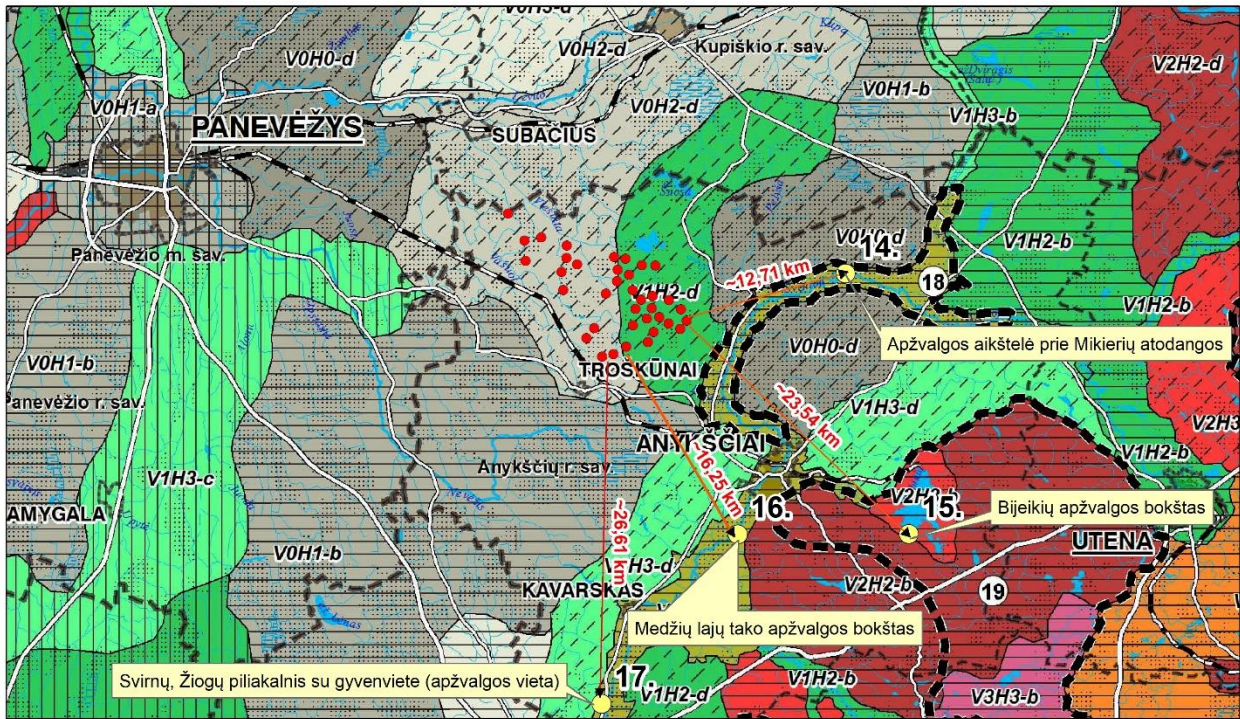 V0H3-d
V0H0-d
V0H2-d
Kupiškio r. sav.
V2H2-d
V0H1-a
PANEVĖŽYS
SUBAČIUS
V0H2-d
V0H1-b
V1H3-b
Panevėžio m. sav.
V0H0-d
14.
V1H2-b
~12,71 km
18
V1H2-d
V1H2-b
Apžvalgos aikštelė prie Mikierių atodangos
V0H1-b
V0H0-d
TROŠKŪNAI
Panevėžio r. sav.
V1H3-d
~23,54 km
V2H3
ANYKŠČIAI
V1H2-b
Anykščių r. sav.
~16,25 km
V1H3-c
Nevėžis
AMYGALA
16.
15.
Bijeikių apžvalgos bokštas
~26,61 km
UTENA
V0H1-b
V1H3-d
V2H2-b
KAVARSKAS
19
Medžių lajų tako apžvalgos bokštas
Svirnų, Žiogų piliakalnis su gyvenviete (apžvalgos vieta)
17.
V1H2-d
V1H2-b
V3H3-b